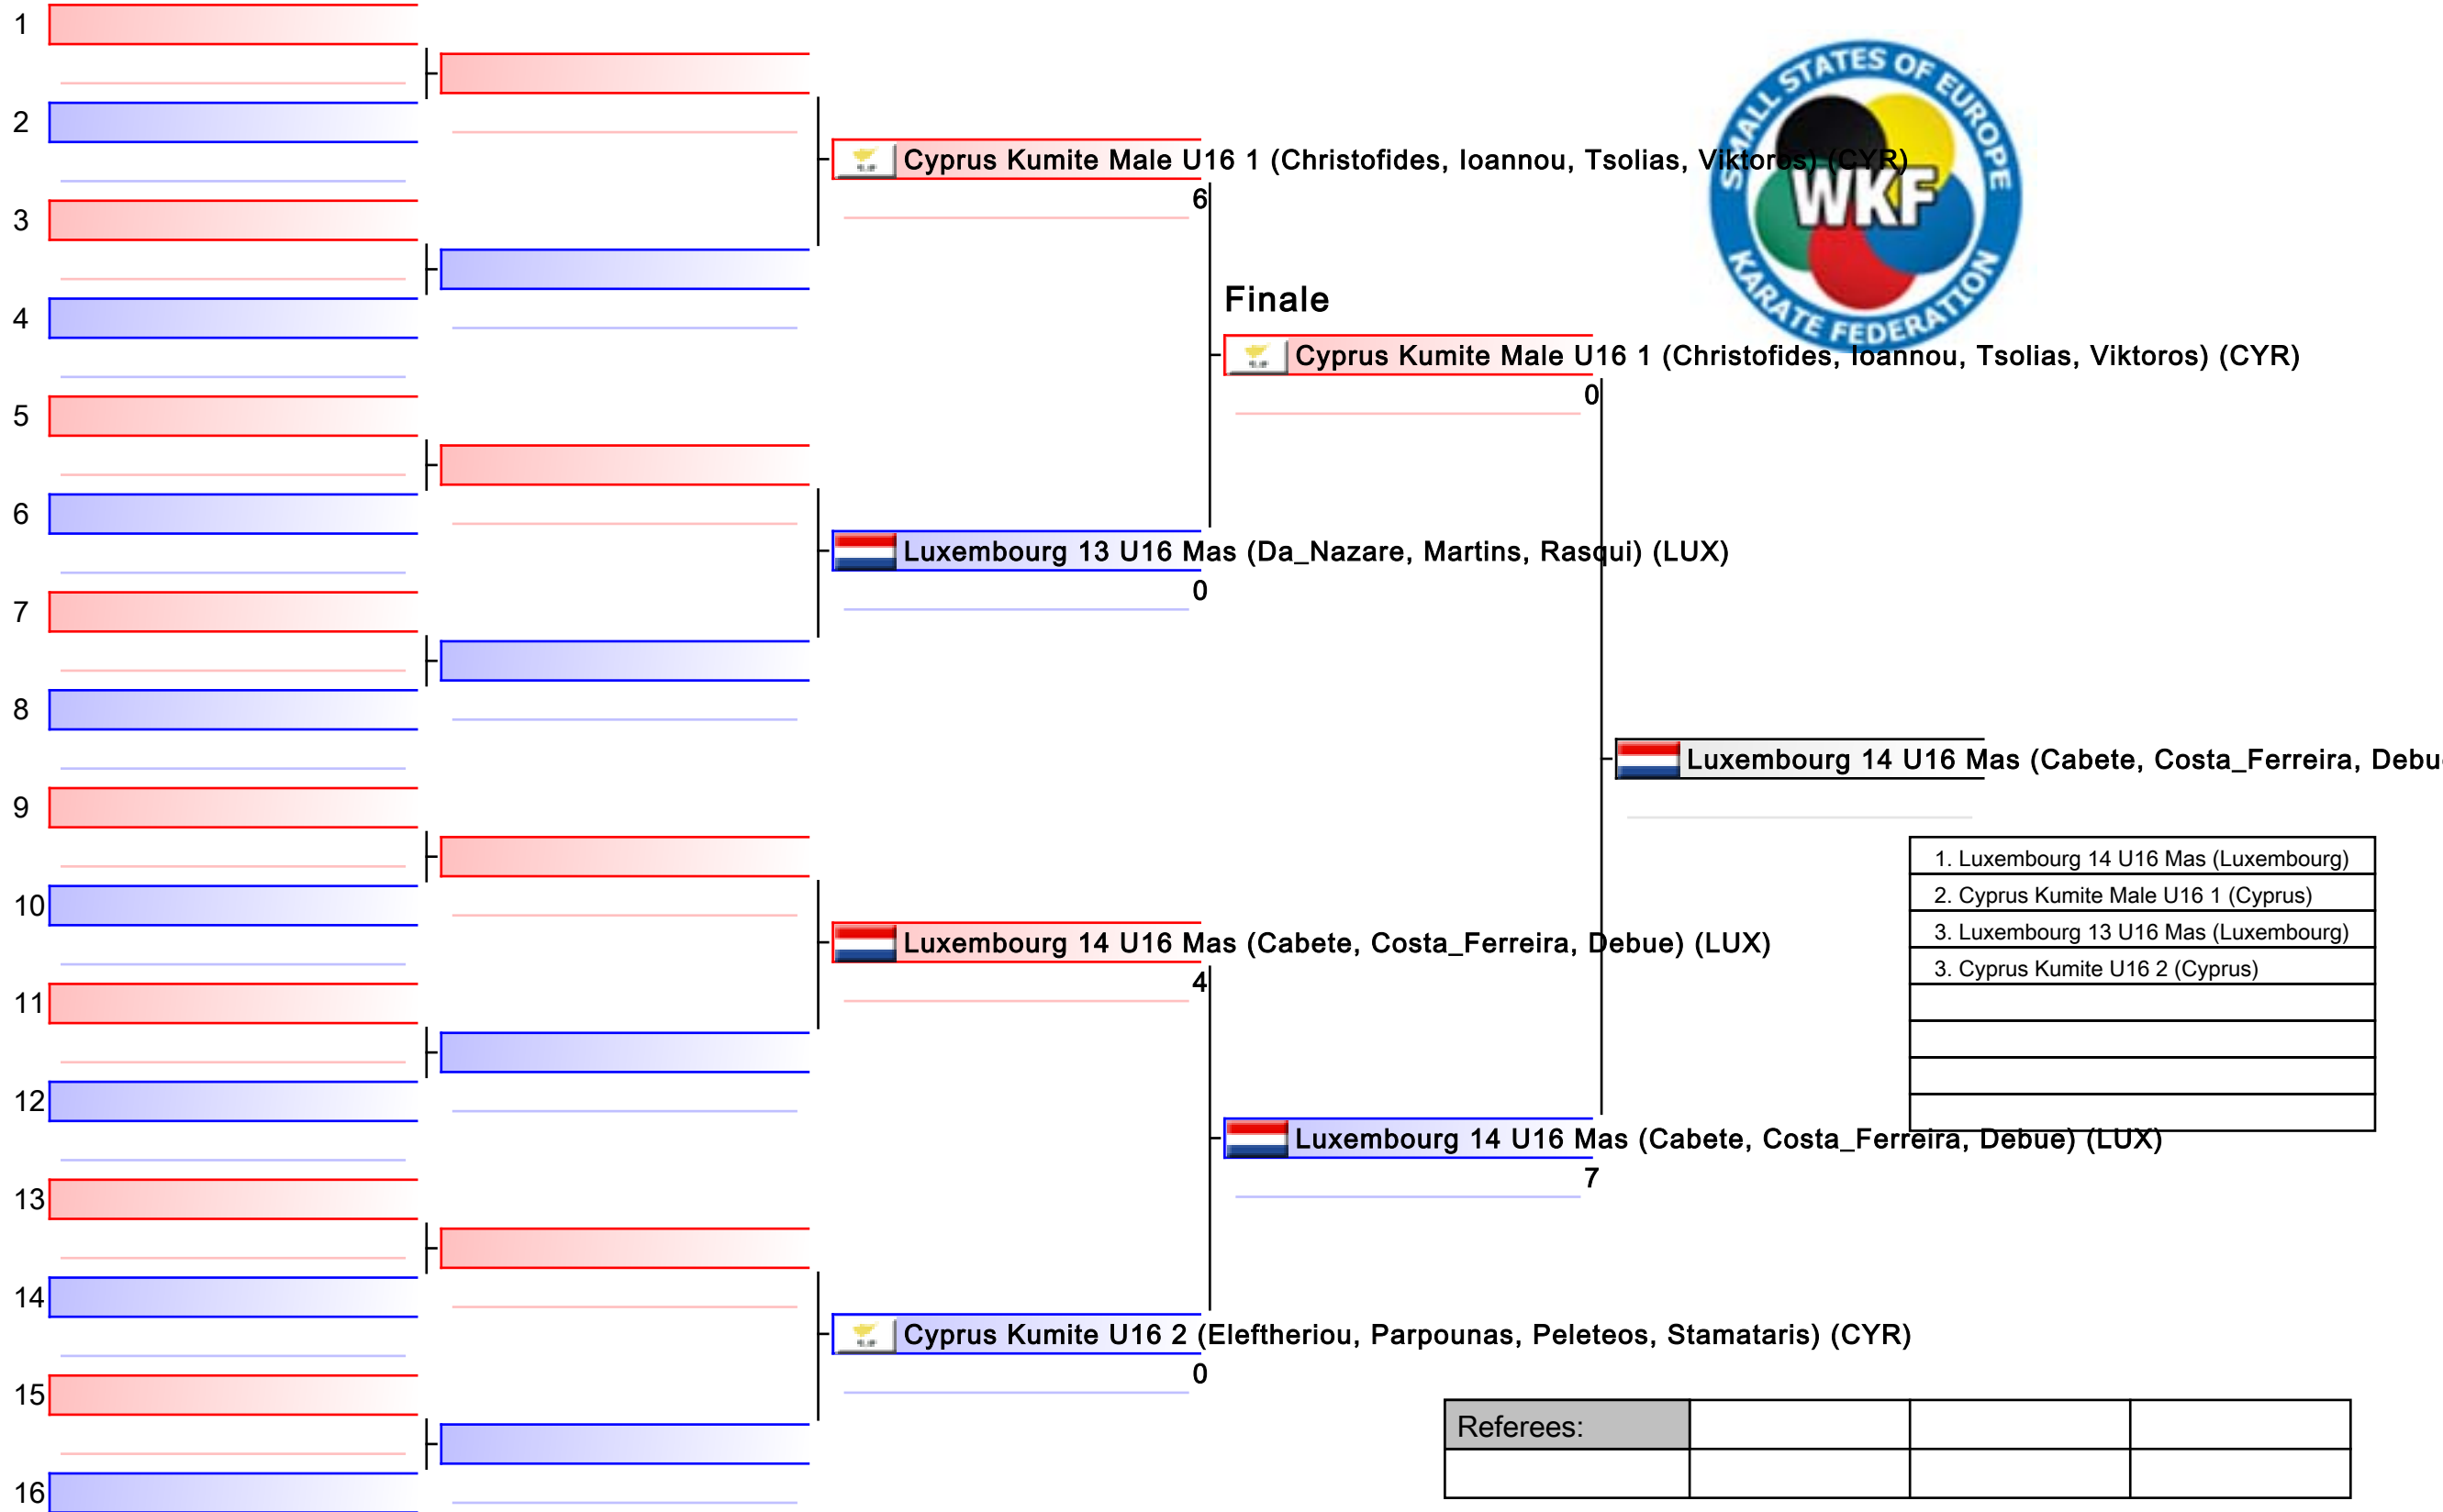 1
2
3
4
5
6
7
8
9
10
11
12
13
14
15
16
Cyprus Kumite Male U16 1 (Christofides, Ioannou, Tsolias, Viktoros) (CYR)
6
Luxembourg 13 U16 Mas (Da_Nazare, Martins, Rasqui) (LUX)
0
Luxembourg 14 U16 Mas (Cabete, Costa_Ferreira, Debue) (LUX)
4
Cyprus Kumite U16 2 (Eleftheriou, Parpounas, Peleteos, Stamataris) (CYR)
0
Finale
Cyprus Kumite Male U16 1 (Christofides, Ioannou, Tsolias, Viktoros) (CYR)
0
Luxembourg 14 U16 Mas (Cabete, Costa_Ferreira, Debue) (LUX)
7
SMALL STATES OF EUROPE
WKF
KARATE FEDERATION
Luxembourg 14 U16 Mas (Cabete, Costa_Ferreira, Debu
1. Luxembourg 14 U16 Mas (Luxembourg)
2. Cyprus Kumite Male U16 1 (Cyprus)
3. Luxembourg 13 U16 Mas (Luxembourg)
3. Cyprus Kumite U16 2 (Cyprus)
Referees: